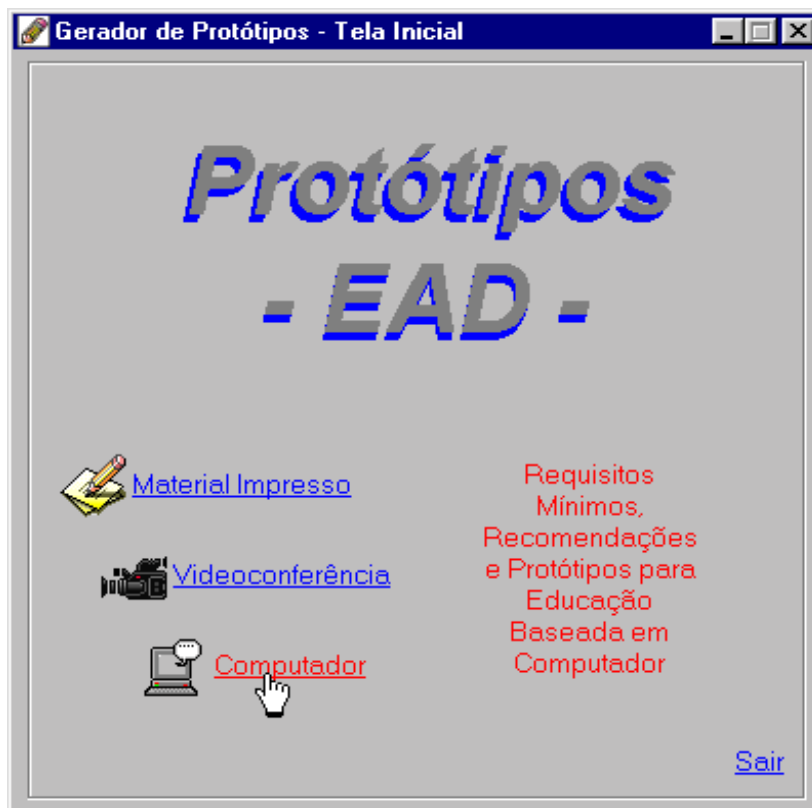 Gerador de Protótipos - Tela Inicial
Protótipos
- EAD -
Material Impresso
Videoconferência
Computador
Requisitos
Mínimos,
Recomendações
e Protótipos para
Educação
Baseada em
Computador
Sair